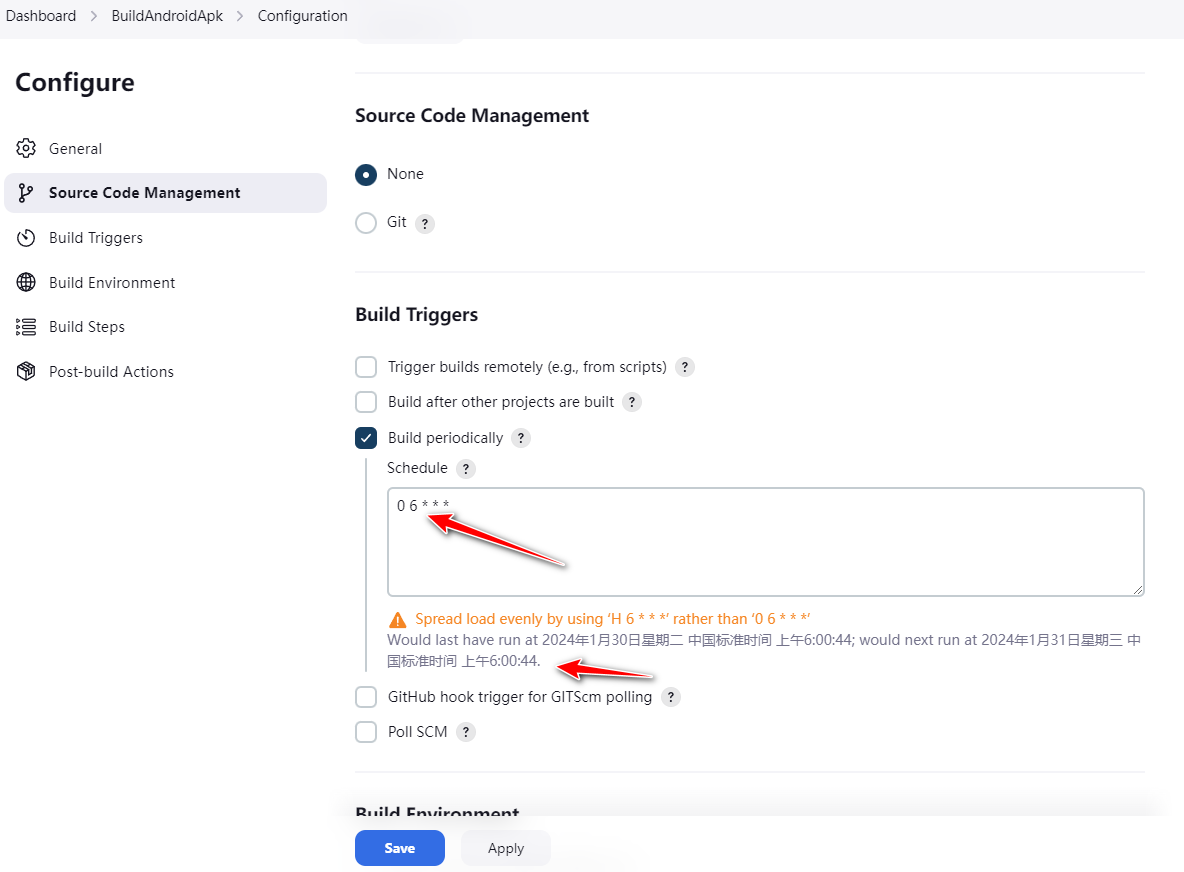 Dashboard > BuildAndroidApk > Configuration
Configure
General
Source Code Management
Build Triggers
Build Environment
Build Steps
Post-build Actions
Source Code Management
None
Git ?
Build Triggers
Trigger builds remotely (e.g., from scripts) ?
Build after other projects are built ?
Build periodically ?
Schedule ?
0 6 * * *
Spread load evenly by using ‘H 6 * * *’ rather than ‘0 6 * * *’
Would last have run at 2024年1月30日星期二 中国标准时间 上午6:00:44; would next run at 2024年1月31日星期三 中
国标准时间 上午6:00:44.
GitHub hook trigger for GITScm polling ?
Poll SCM ?
Build Environment
Save
Apply